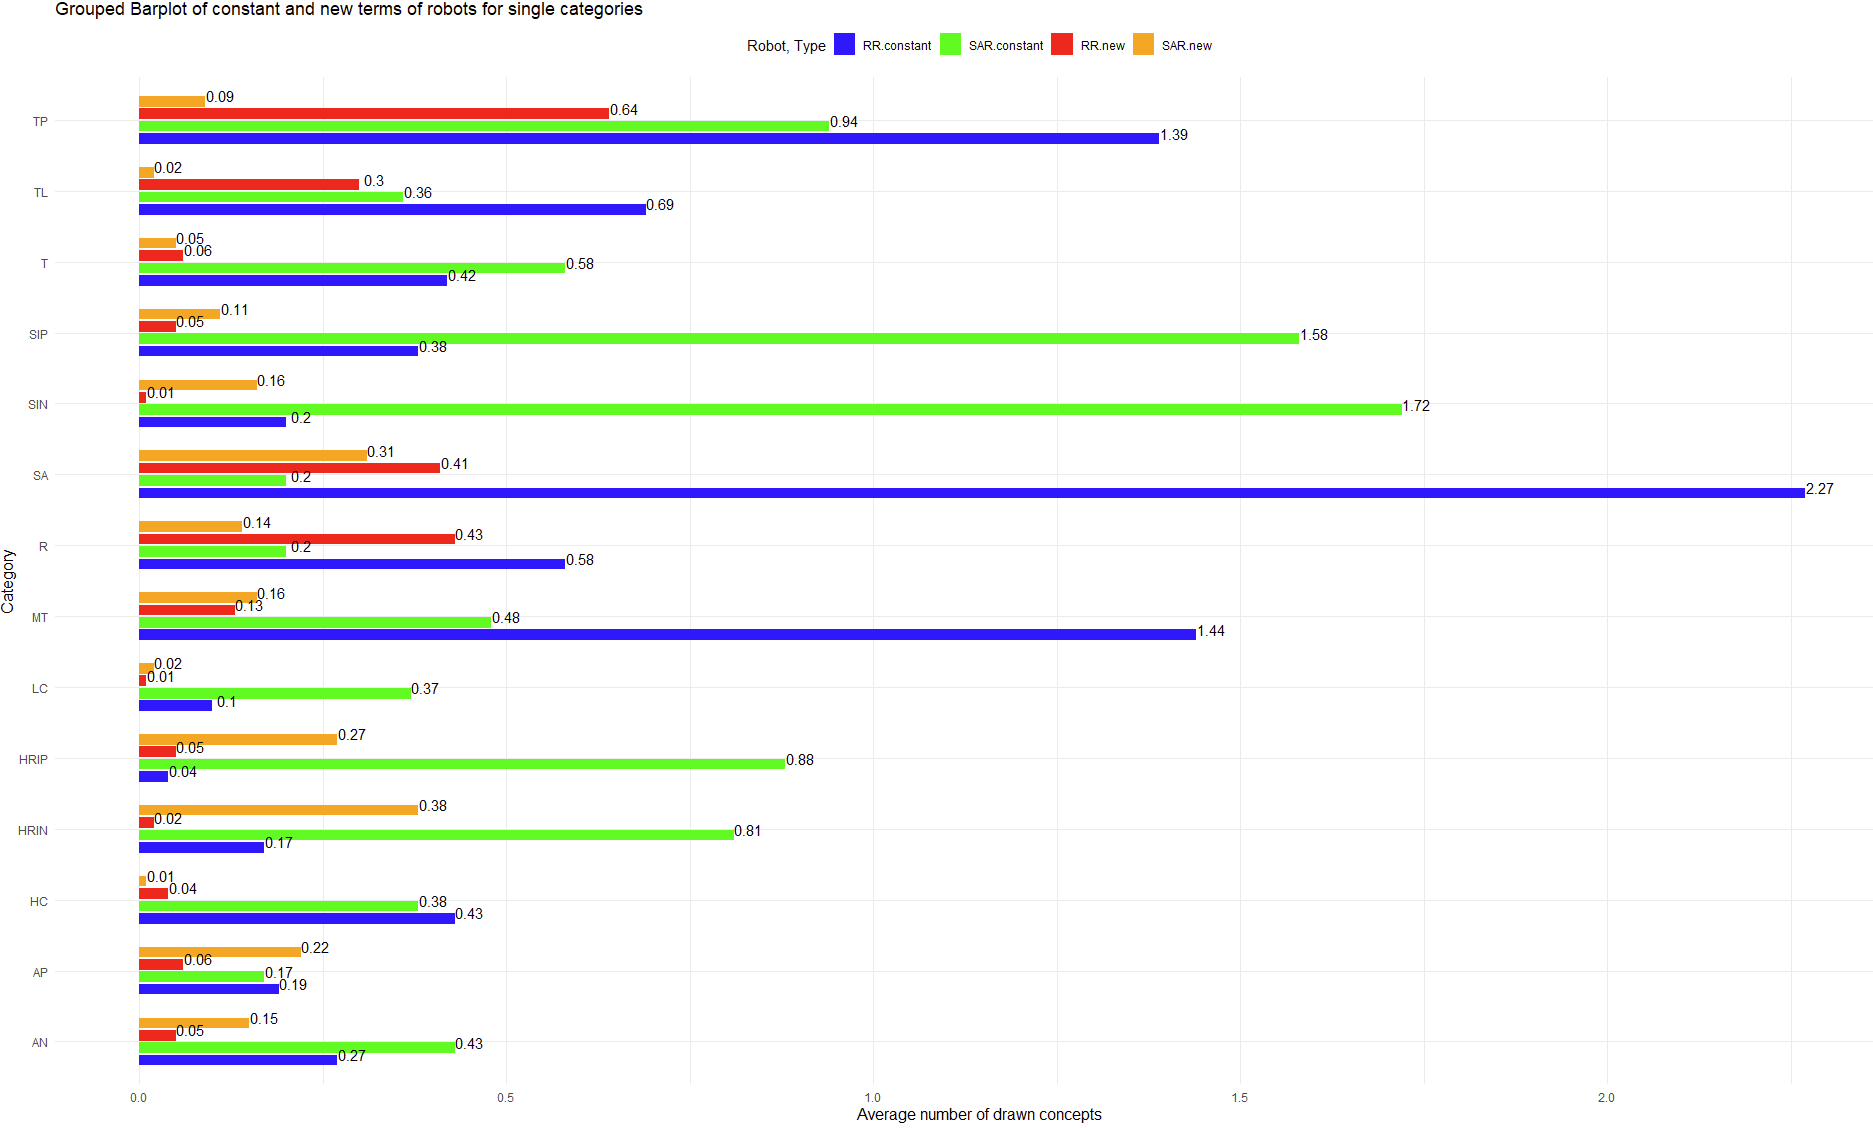 Grouped Barplot of constant and new terms of robots for single categories
Robot, Type RR.constant SAR.constant RR.new SAR.new
Category
TP
0.09
0.64
0.94
1.39
TL
0.02
0.3
0.36
0.69
T
0.05
0.06
0.58
0.42
SIP
0.11
0.05
1.58
0.38
SIN
0.16
0.01
1.72
0.2
SA
0.31
0.41
0.2
2.27
R
0.14
0.43
0.2
0.58
MT
0.16
0.13
0.48
1.44
LC
0.02
0.01
0.37
0.1
HRIP
0.27
0.05
0.88
0.04
HRIN
0.38
0.02
0.81
0.17
HC
0.01
0.04
0.38
0.43
AP
0.22
0.06
0.17
0.19
AN
0.15
0.05
0.43
0.27
0.0 0.5 1.0 1.5 2.0
Average number of drawn concepts